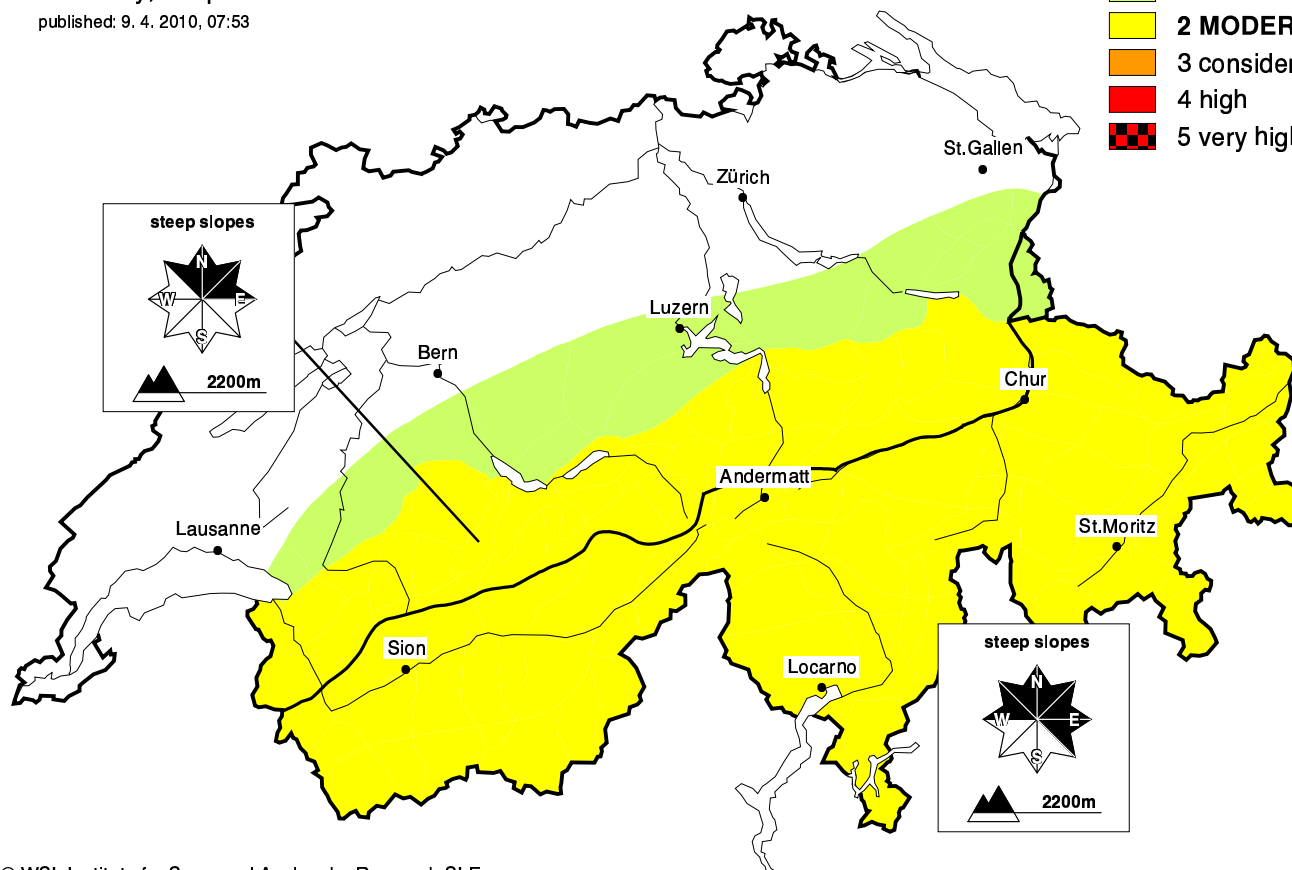 published: 9. 4. 2010, 07:53
2 MODER
3 consider
4 high
5 very high
St.Gallen
Zürich
steep slopes
N
W E
S
2200m
Luzern
Bern
Chur
Andermatt
Lausanne
St.Moritz
Sion
Locarno
steep slopes
N
W E
S
2200m